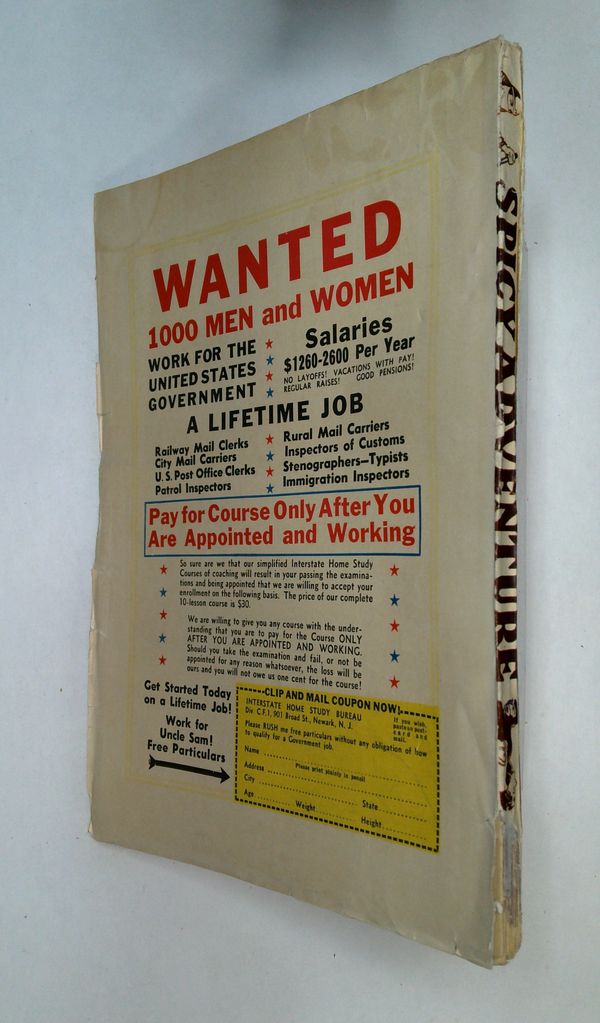 WANTED
1000 MEN and WOMEN
WORK FOR THE
UNITED STATES
GOVERNMENT
Salaries
$1260-2600 Per Year
NO LAYOFFS! VACATIONS WITH PAY!
REGULAR RAISES! GOOD PENSIONS!
A LIFETIME JOB
Railway Mail Clerks
City Mail Carriers
U. S. Post Office Clerks
Patrol Inspectors
Rural Mail Carriers
Inspectors of Customs
Stenographers—Typists
Immigration Inspectors
Pay for Course Only After You
Are Appointed and Working
So sure are we that our simplified Interstate Home Study
Courses of coaching will result in your passing the examina-
tions and being appointed that we are willing to accept your
enrollment on the following basis. The price of our complete
10-lesson course is $30.
We are willing to give you any course with the under-
standing that you are to pay for the Course ONLY
AFTER YOU ARE APPOINTED AND WORKING.
Should you take the examination and fail, or not be
appointed for any reason whatsoever, the loss will be
ours and you will not owe us one cent for the course!
Get Started Today
on a Lifetime Job!
Work for
Uncle Sam!
Free Particulars
CLIP AND MAIL COUPON NOW!
INTERSTATE HOME STUDY BUREAU
Div. C.F.1, 901 Broad St., Newark, N. J.
If you wish,
paste on post-
card and
mail.
Please RUSH me free particulars without any obligation of how
to qualify for a Government job.
Name
Please print plainly in pencil
Address
City State
Age Weight Height
SPICY ADVENTURE